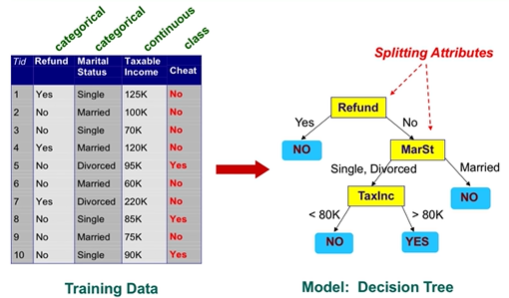 categorical categorical continuous class
Tid Refund Marital Status Taxable Income Cheat
1 Yes Single 125K No
2 No Married 100K No
3 No Single 70K No
4 Yes Married 120K No
5 No Divorced 95K Yes
6 No Married 60K No
7 Yes Divorced 220K No
8 No Single 85K Yes
9 No Married 75K No
10 No Single 90K Yes
Training Data
Splitting Attributes
Refund
Yes No
NO MarSt
Single, Divorced Married
TaxInc NO
< 80K > 80K
NO YES
Model: Decision Tree